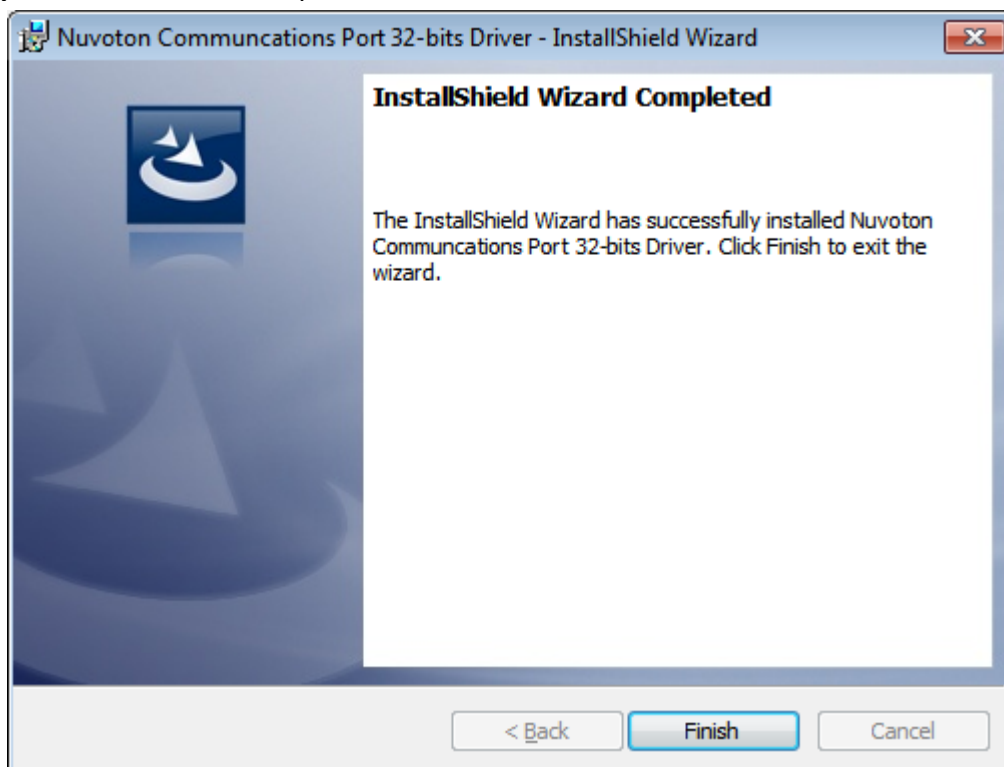 Nuvoton Communcations Port 32-bits Driver - InstallShield Wizard
InstallShield Wizard Completed
The InstallShield Wizard has successfully installed Nuvoton
Communcations Port 32-bits Driver. Click Finish to exit the
wizard.
< Back Finish Cancel